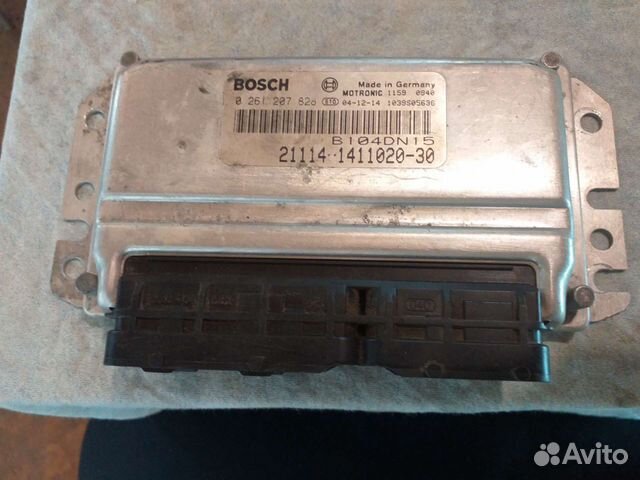 BOSCH
Made in Germany
MOTRONIC 1159 0940
0 261 207 828 04-12-14 1039S05636
B104DN15
21114-1411020-30
Avito